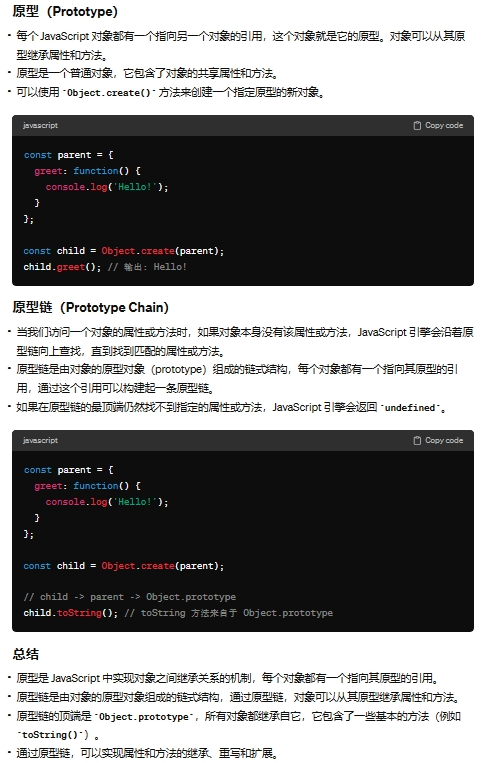 原型（Prototype）
• 每个 JavaScript 对象都有一个指向另一个对象的引用，这个对象就是它的原型。对象可以从其原
型继承属性和方法。
• 原型是一个普通对象，它包含了对象的共享属性和方法。
• 可以使用 `Object.create()` 方法来创建一个指定原型的新对象。
javascript Copy code
const parent = {
  greet: function() {
    console.log('Hello!');
  }
};
const child = Object.create(parent);
child.greet(); // 输出: Hello!
原型链（Prototype Chain）
• 当我们访问一个对象的属性或方法时，如果对象本身没有该属性或方法，JavaScript 引擎会沿着原
型链向上查找，直到找到匹配的属性或方法。
• 原型链是由对象的原型对象（prototype）组成的链式结构，每个对象都有一个指向其原型的引
用，通过这个引用可以构建起一条原型链。
• 如果在原型链的最顶端仍然找不到指定的属性或方法，JavaScript 引擎会返回 `undefined`。
javascript Copy code
const parent = {
  greet: function() {
    console.log('Hello!');
  }
};
const child = Object.create(parent);
// child -> parent -> Object.prototype
child.toString(); // toString 方法来自于 Object.prototype
总结
• 原型是 JavaScript 中实现对象之间继承关系的机制，每个对象都有一个指向其原型的引用。
• 原型链是由对象的原型对象组成的链式结构，通过原型链，对象可以从其原型继承属性和方法。
• 原型链的顶端是 `Object.prototype`，所有对象都继承自它，它包含了一些基本的方法（例如
`toString()`）。
• 通过原型链，可以实现属性和方法的继承、重写和扩展。